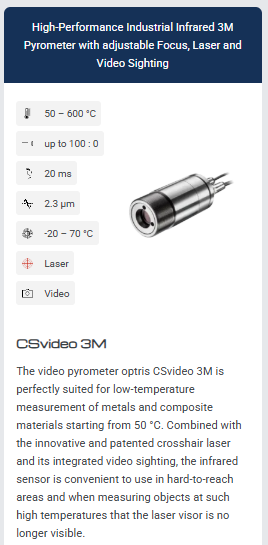 High-Performance Industrial Infrared 3M
Pyrometer with adjustable Focus, Laser and
Video Sighting
50 – 600 °C
up to 100 : 0
20 ms
2.3 µm
-20 – 70 °C
Laser
Video
CSvideo 3M
The video pyrometer optris CSvideo 3M is
perfectly suited for low-temperature
measurement of metals and composite
materials starting from 50 °C. Combined with
the innovative and patented crosshair laser
and its integrated video sighting, the infrared
sensor is convenient to use in hard-to-reach
areas and when measuring objects at such
high temperatures that the laser visor is no
longer visible.